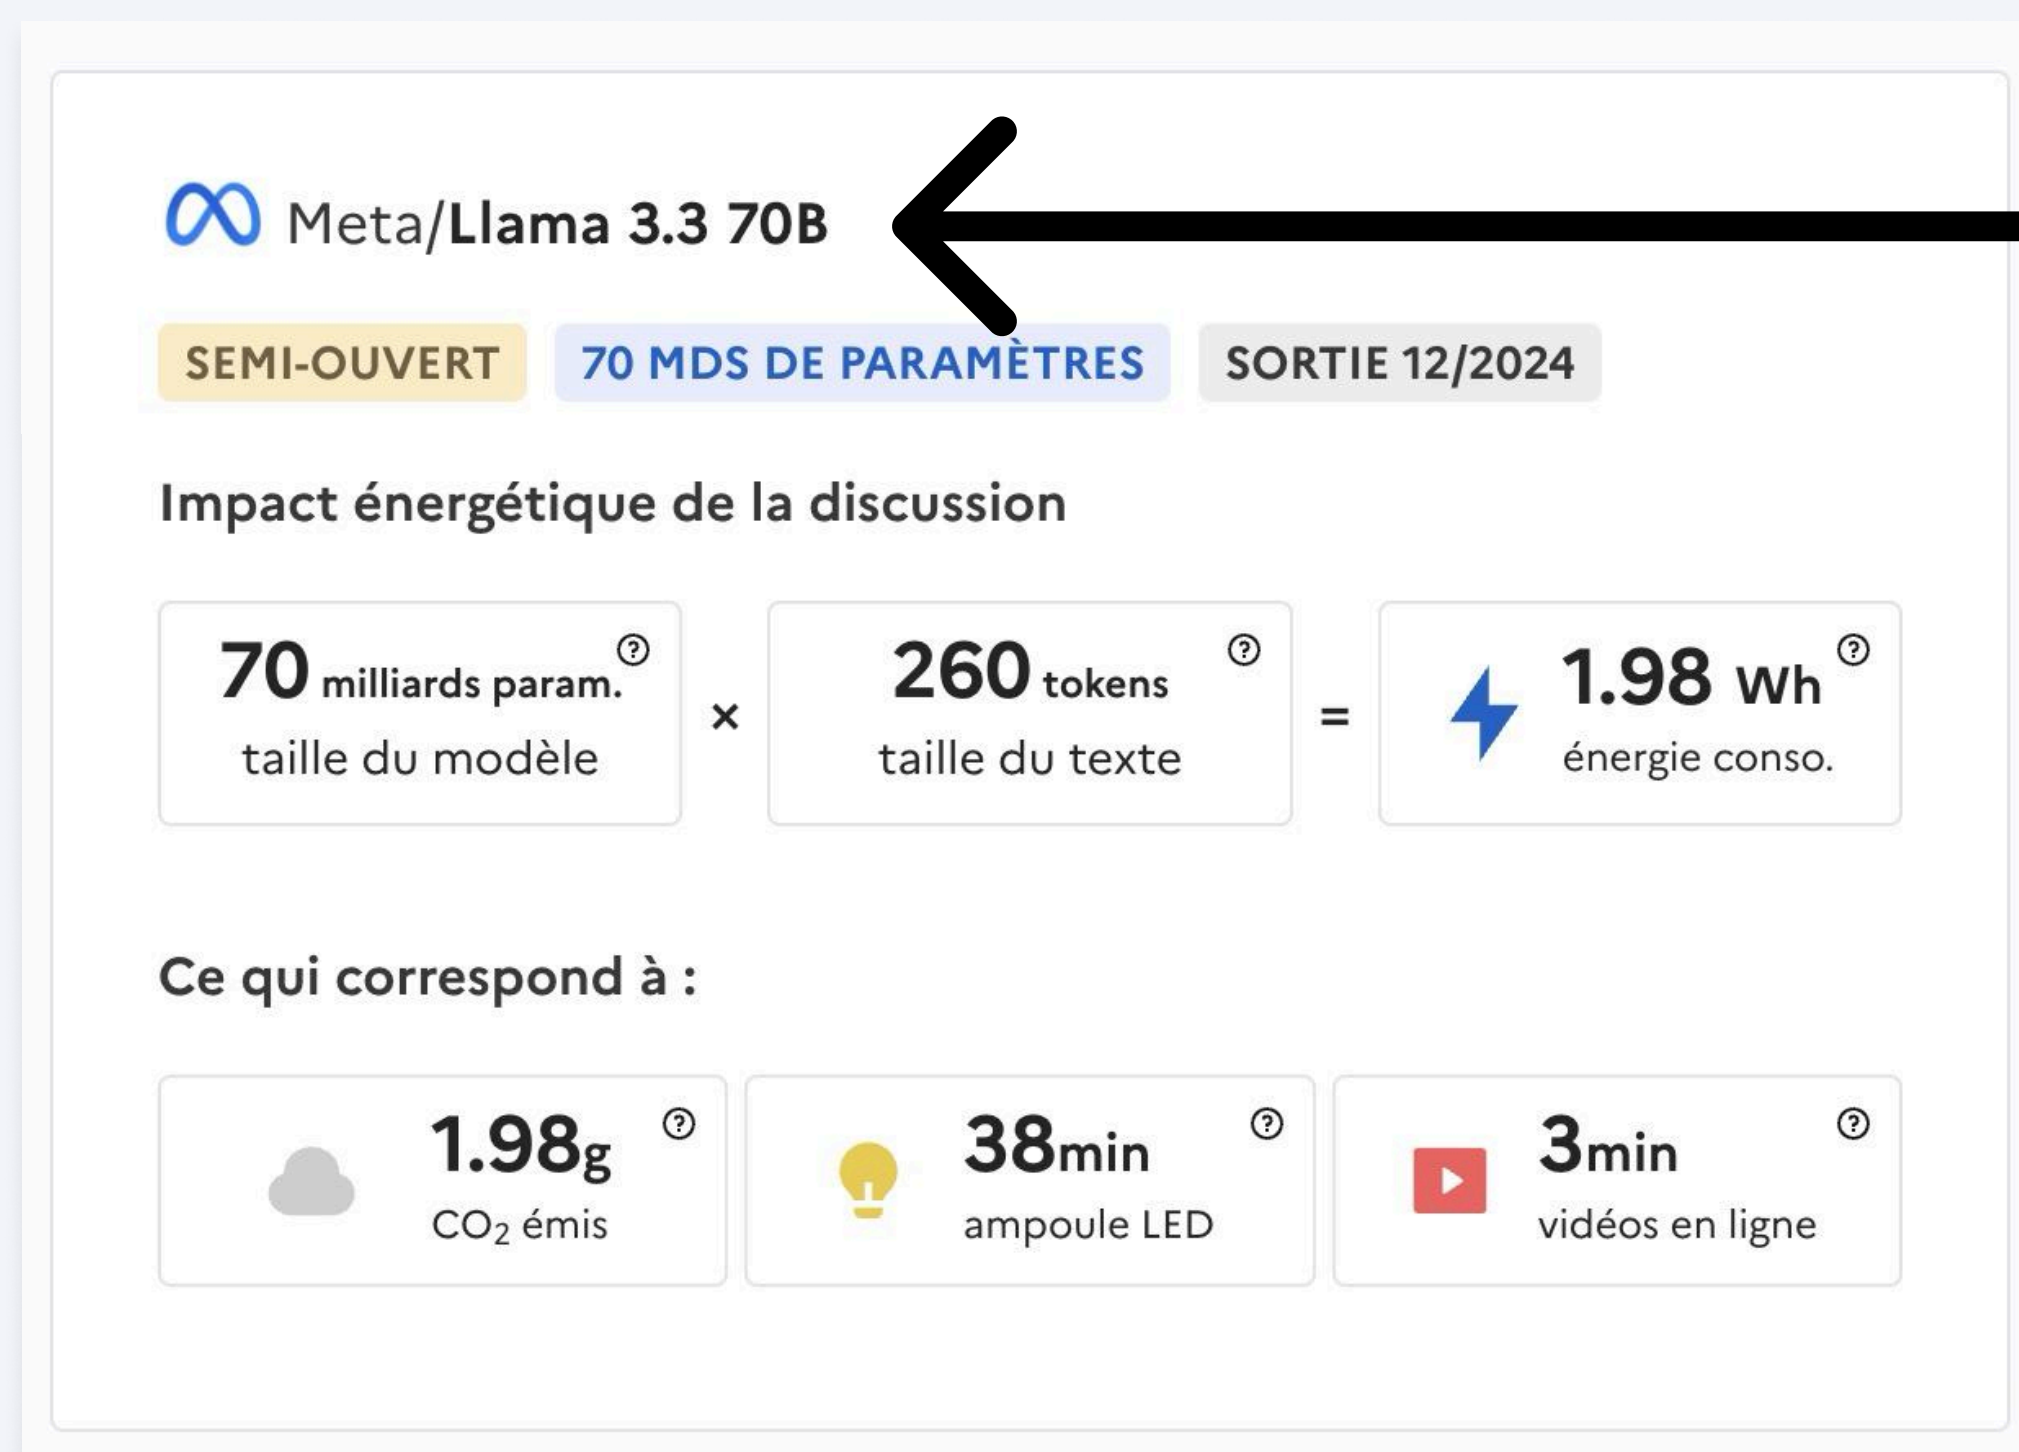 Meta/Llama 3.3 70B
SEMI-OUVERT 70 MDS DE PARAMÈTRES SORTIE 12/2024
Impact énergétique de la discussion
70 milliards param. ? 260 tokens ? 1.98 Wh ?
taille du modèle × taille du texte = énergie conso.
Ce qui correspond à :
1.98g ? 38min ? 3min ?
CO₂ émis ampoule LED vidéos en ligne